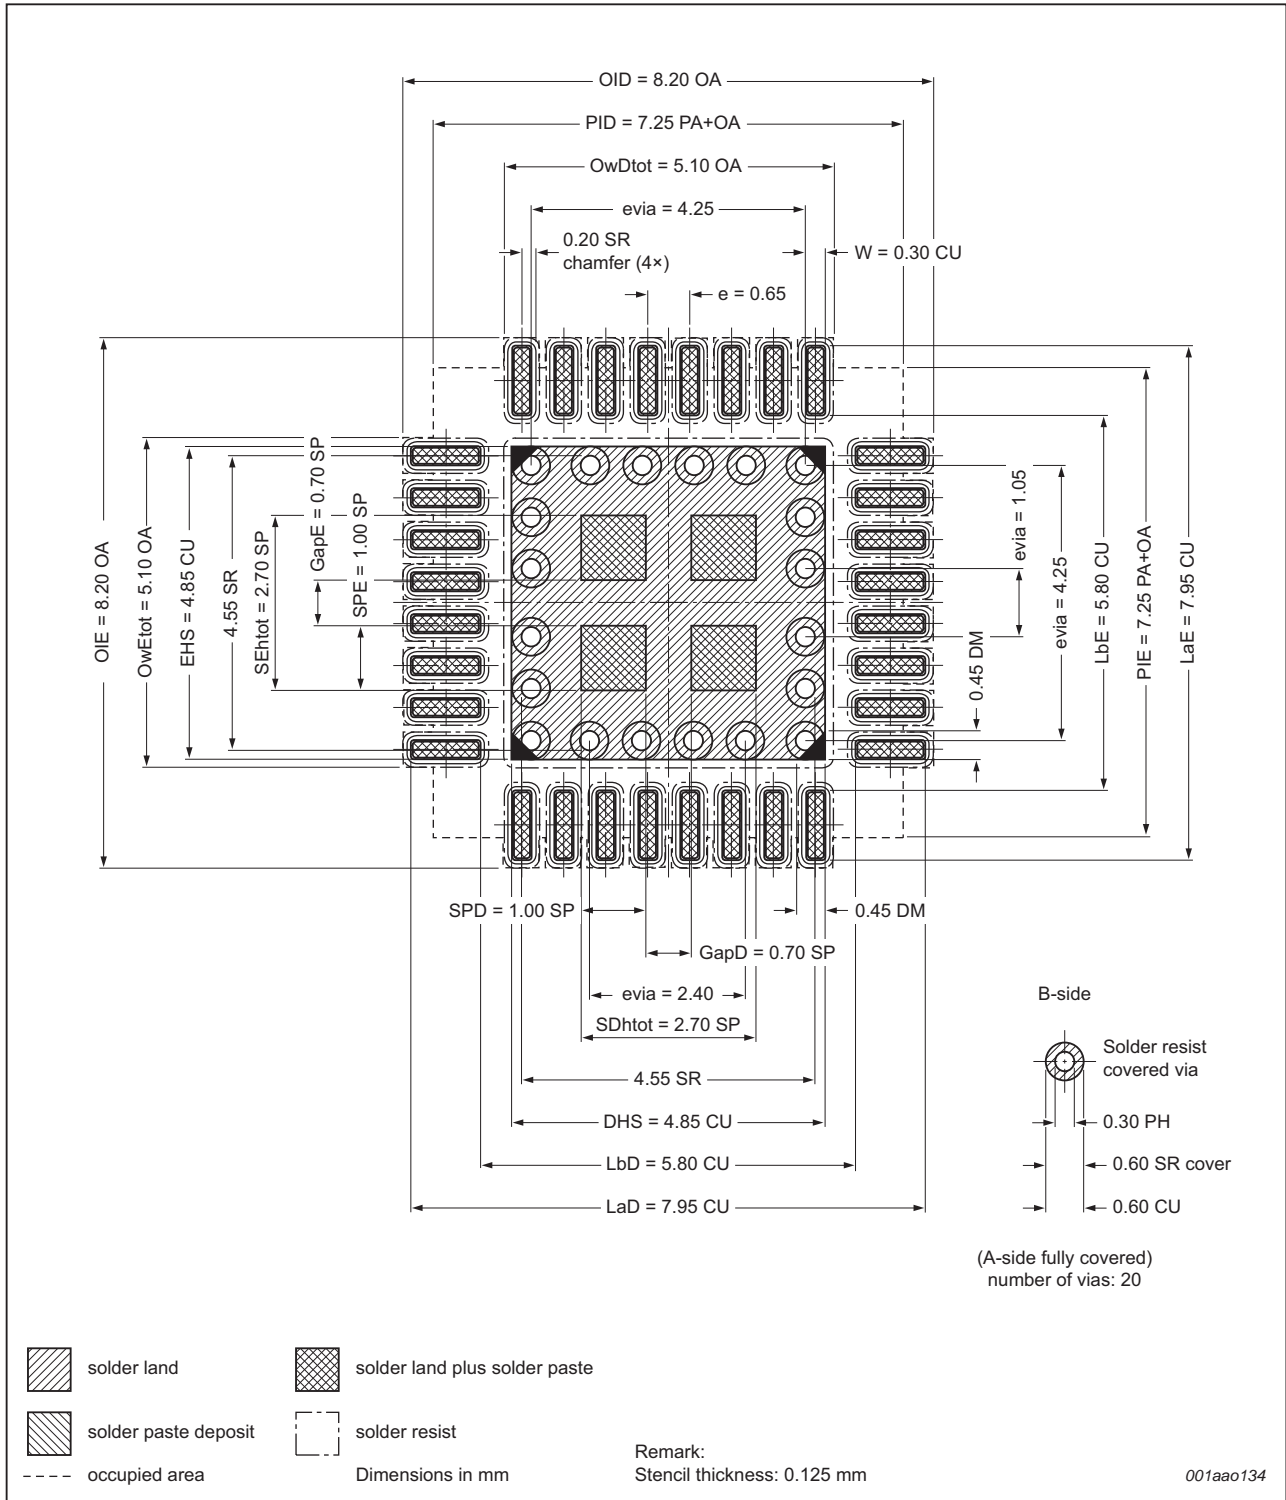 OID = 8.20 OA
PID = 7.25 PA+OA
OwDtot = 5.10 OA
evia = 4.25
0.20 SR
chamfer (4×)
W = 0.30 CU
e = 0.65
OIE = 8.20 OA
OwEtot = 5.10 OA
EHS = 4.85 CU
4.55 SR
SEhtot = 2.70 SP
GapE = 0.70 SP
SPE = 1.00 SP
evia = 1.05
0.45 DM
evia = 4.25
LbE = 5.80 CU
PIE = 7.25 PA+OA
LaE = 7.95 CU
SPD = 1.00 SP
0.45 DM
GapD = 0.70 SP
evia = 2.40
SDhtot = 2.70 SP
4.55 SR
DHS = 4.85 CU
LbD = 5.80 CU
LaD = 7.95 CU
B-side
Solder resist
covered via
0.30 PH
0.60 SR cover
0.60 CU
(A-side fully covered)
number of vias: 20
solder land
solder land plus solder paste
solder paste deposit
solder resist
occupied area
Dimensions in mm
Remark:
Stencil thickness: 0.125 mm
001aao134